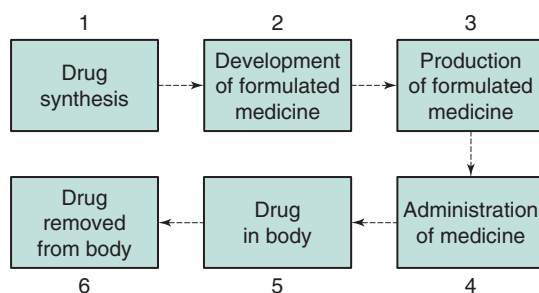 1
Drug
synthesis
2
Development
of formulated
medicine
3
Production
of formulated
medicine
Administration
of medicine
4
Drug
in body
5
Drug
removed
from body
6